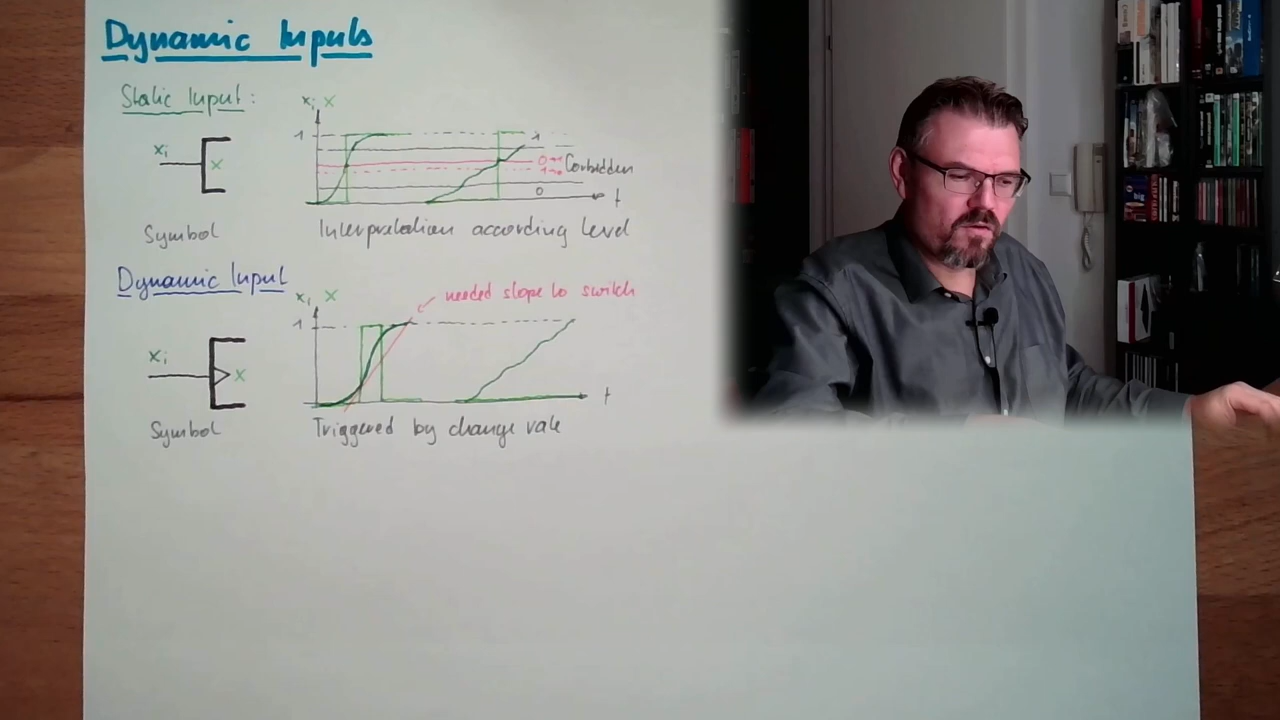 Dynamic Inputs
Static Input:
xᵢ x
xᵢ
x
1
1
0→1
1→0
Forbidden
0
t
Symbol
Interpretation according level
Dynamic Input
xᵢ x
needed slope to switch
1
xᵢ
x
t
Symbol
Triggered by change rate